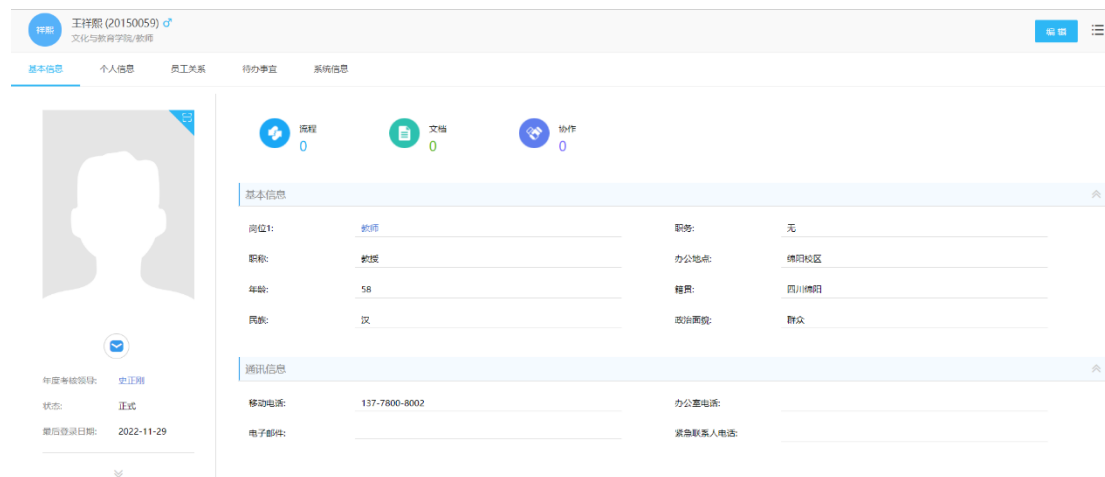 祥熙
王祥熙 (20150059)
文化与教育学院/教师
编辑
基本信息 个人信息 员工关系 待办事宜 系统信息
流程 0
文档 0
协作 0
基本信息
岗位1: 教师 职务: 无
职称: 教授 办公地点: 绵阳校区
年龄: 58 籍贯: 四川绵阳
民族: 汉 政治面貌: 群众
年度考核领导: 史正刚
状态: 正式
最后登录日期: 2022-11-29
通讯信息
移动电话: 137-7800-8002 办公室电话:
电子邮件: 紧急联系人电话: